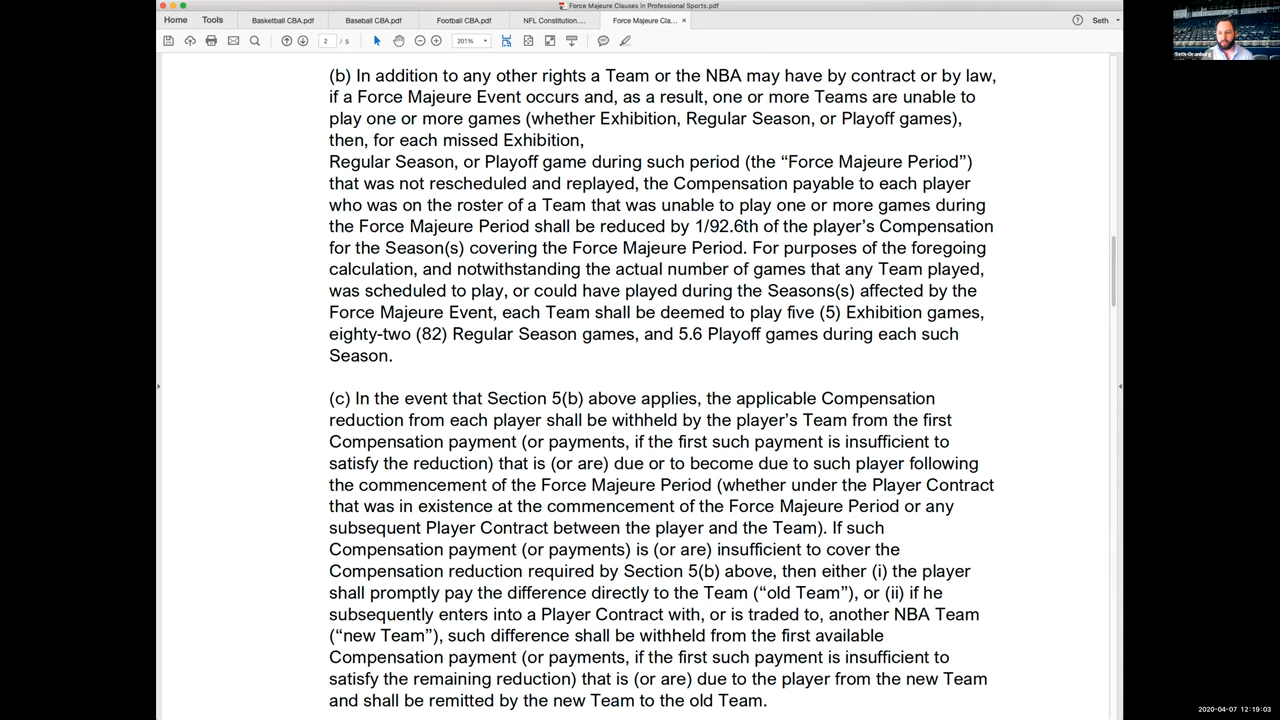 Force Majeure Clauses in Professional Sports.pdf
Home Tools Basketball CBA.pdf Baseball CBA.pdf Football CBA.pdf NFL Constitution.... Force Majeure Cla... × ? Seth
2 / 5 201%
(b) In addition to any other rights a Team or the NBA may have by contract or by law,
if a Force Majeure Event occurs and, as a result, one or more Teams are unable to
play one or more games (whether Exhibition, Regular Season, or Playoff games),
then, for each missed Exhibition,
Regular Season, or Playoff game during such period (the “Force Majeure Period”)
that was not rescheduled and replayed, the Compensation payable to each player
who was on the roster of a Team that was unable to play one or more games during
the Force Majeure Period shall be reduced by 1/92.6th of the player’s Compensation
for the Season(s) covering the Force Majeure Period. For purposes of the foregoing
calculation, and notwithstanding the actual number of games that any Team played,
was scheduled to play, or could have played during the Seasons(s) affected by the
Force Majeure Event, each Team shall be deemed to play five (5) Exhibition games,
eighty-two (82) Regular Season games, and 5.6 Playoff games during each such
Season.
(c) In the event that Section 5(b) above applies, the applicable Compensation
reduction from each player shall be withheld by the player’s Team from the first
Compensation payment (or payments, if the first such payment is insufficient to
satisfy the reduction) that is (or are) due or to become due to such player following
the commencement of the Force Majeure Period (whether under the Player Contract
that was in existence at the commencement of the Force Majeure Period or any
subsequent Player Contract between the player and the Team). If such
Compensation payment (or payments) is (or are) insufficient to cover the
Compensation reduction required by Section 5(b) above, then either (i) the player
shall promptly pay the difference directly to the Team (“old Team”), or (ii) if he
subsequently enters into a Player Contract with, or is traded to, another NBA Team
(“new Team”), such difference shall be withheld from the first available
Compensation payment (or payments, if the first such payment is insufficient to
satisfy the remaining reduction) that is (or are) due to the player from the new Team
and shall be remitted by the new Team to the old Team.
Seth Oranburg
2020-04-07 12:19:03